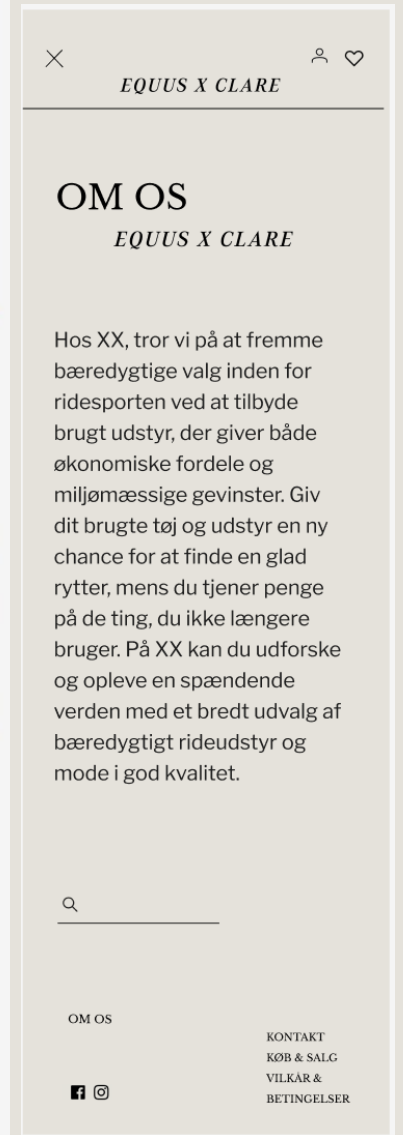 EQUUS X CLARE
OM OS
EQUUS X CLARE
Hos XX, tror vi på at fremme
bæredygtige valg inden for
ridesporten ved at tilbyde
brugt udstyr, der giver både
økonomiske fordele og
miljømæssige gevinster. Giv
dit brugte tøj og udstyr en ny
chance for at finde en glad
rytter, mens du tjener penge
på de ting, du ikke længere
bruger. På XX kan du udforske
og opleve en spændende
verden med et bredt udvalg af
bæredygtigt rideudstyr og
mode i god kvalitet.
OM OS
KONTAKT
KØB & SALG
VILKÅR &
BETINGELSER